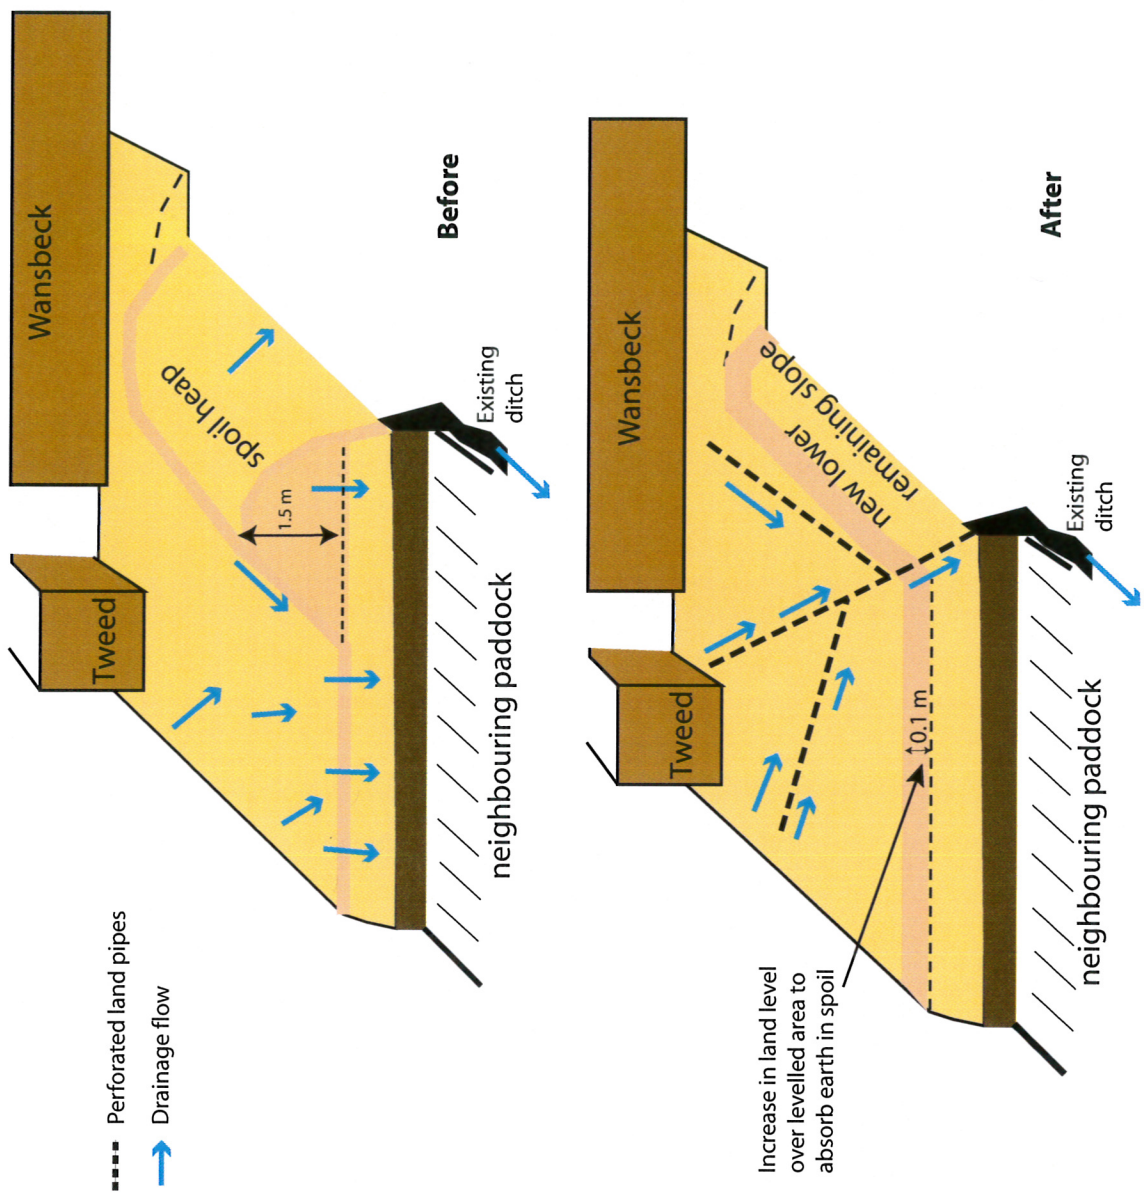 Perforated land pipes
Drainage flow
Wansbeck
Tweed
spoil heap
1.5 m
Existing
ditch
neighbouring paddock
Before
Wansbeck
Tweed
new lower
remaining slope
0.1 m
Increase in land level
over levelled area to
absorb earth in spoil
Existing
ditch
neighbouring paddock
After